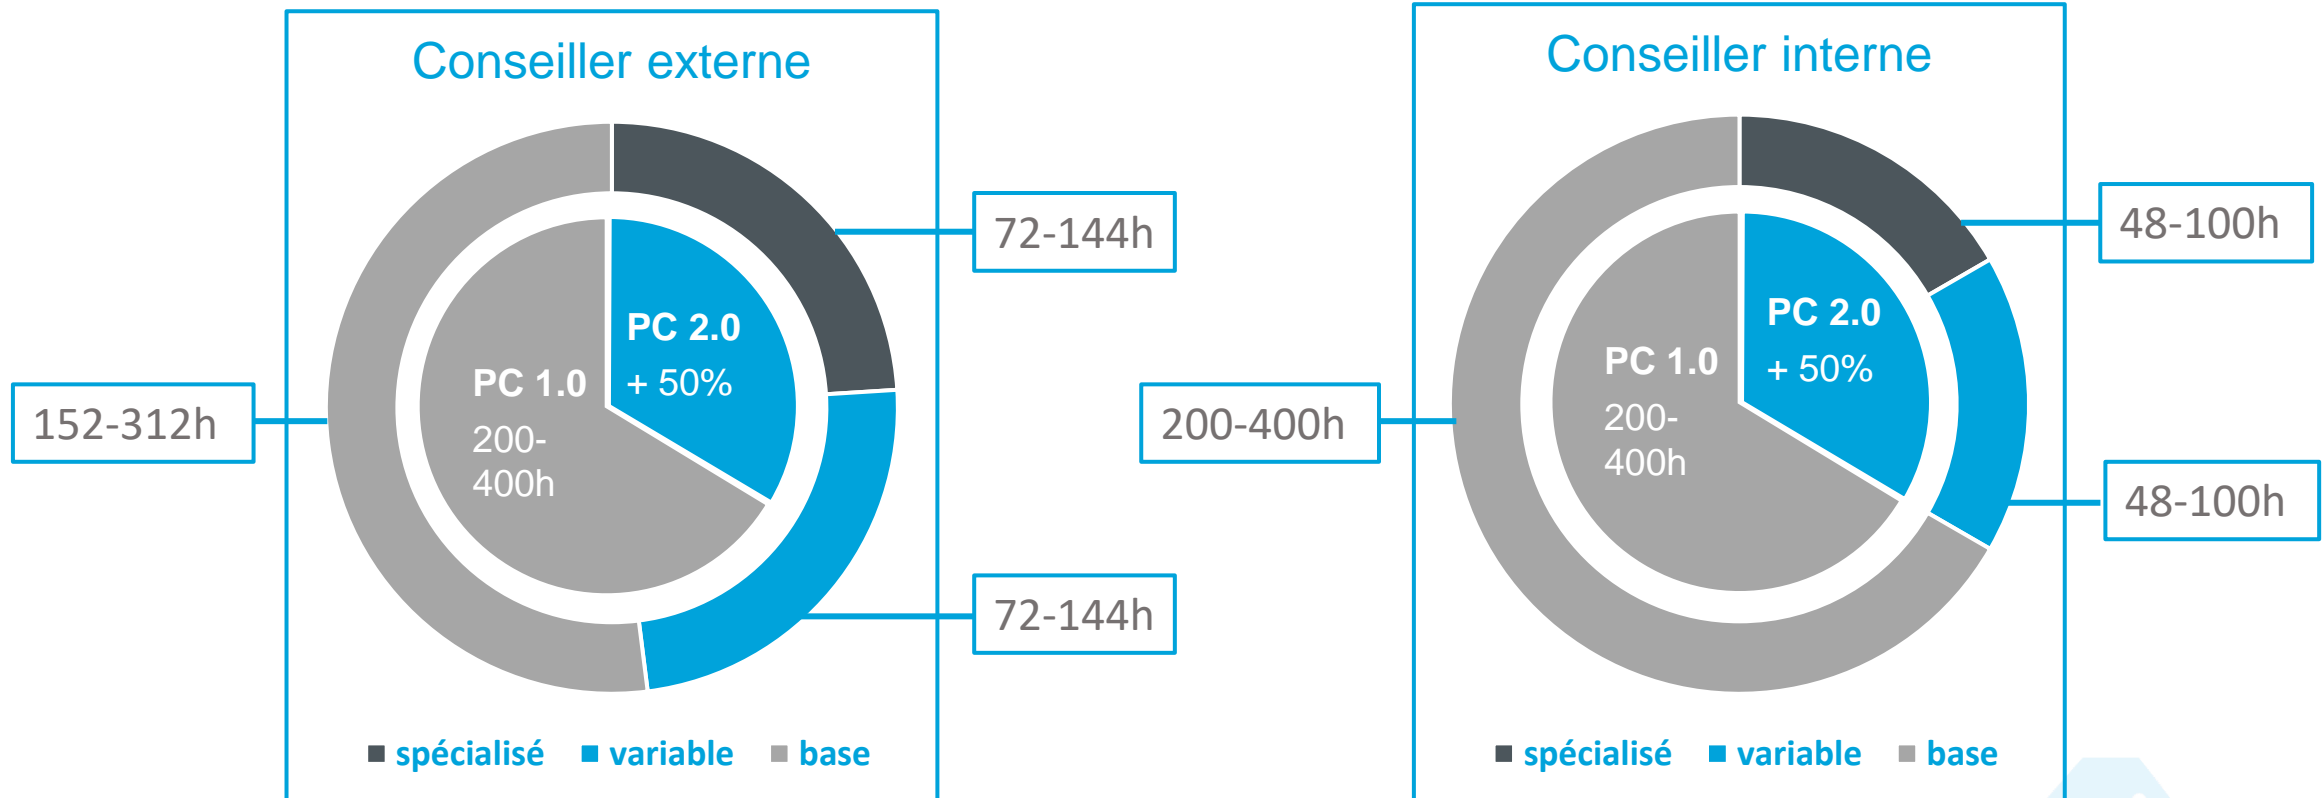 Conseiller externe
72-144h
PC 2.0
+ 50%
PC 1.0
200-
400h
152-312h
72-144h
spécialisé variable base
Conseiller interne
48-100h
PC 2.0
+ 50%
PC 1.0
200-
400h
200-400h
48-100h
spécialisé variable base